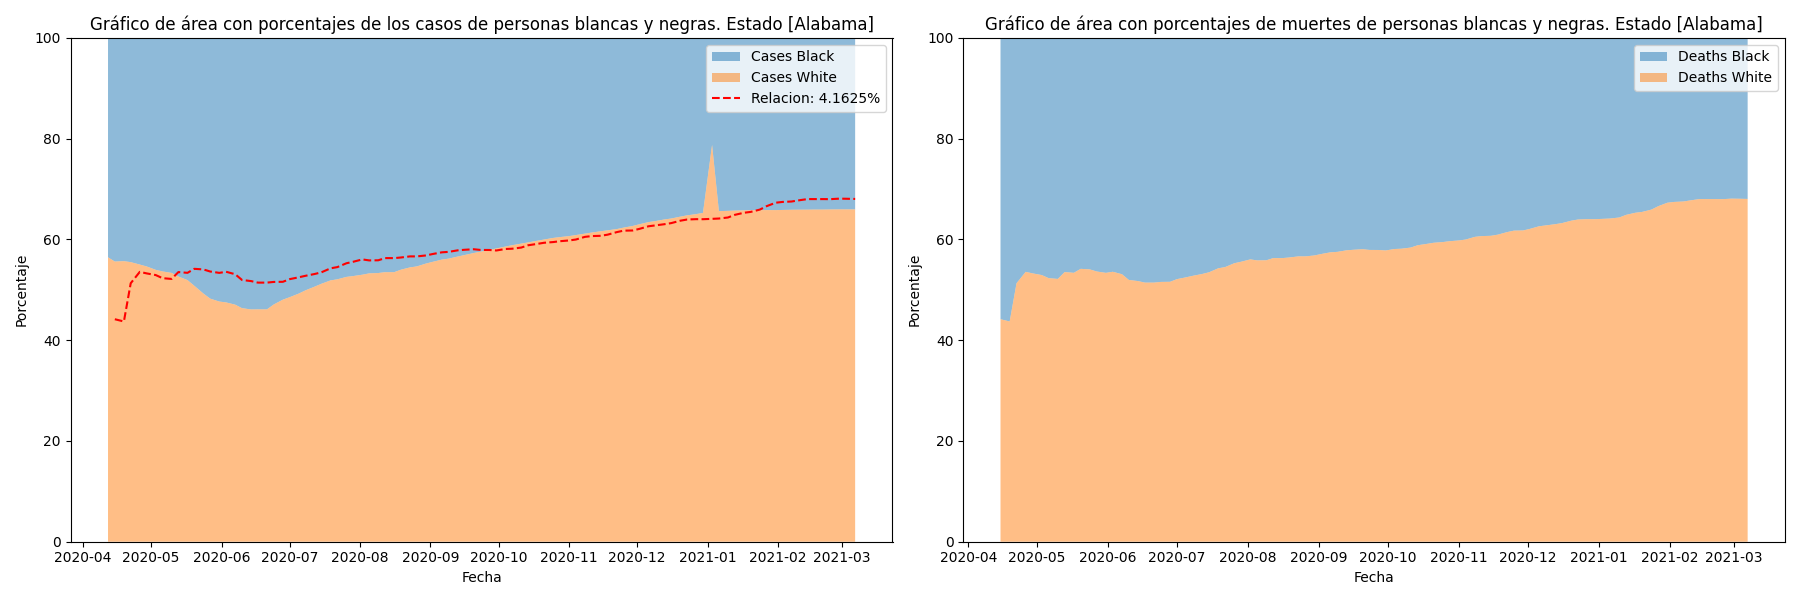 Gráfico de área con porcentajes de los casos de personas blancas y negras. Estado [Alabama]
100
80
60
40
20
0
Porcentaje
Cases Black
Cases White
Relacion: 4.1625%
2020-04 2020-05 2020-06 2020-07 2020-08 2020-09 2020-10 2020-11 2020-12 2021-01 2021-02 2021-03
Fecha
Gráfico de área con porcentajes de muertes de personas blancas y negras. Estado [Alabama]
100
80
60
40
20
0
Porcentaje
Deaths Black
Deaths White
2020-04 2020-05 2020-06 2020-07 2020-08 2020-09 2020-10 2020-11 2020-12 2021-01 2021-02 2021-03
Fecha